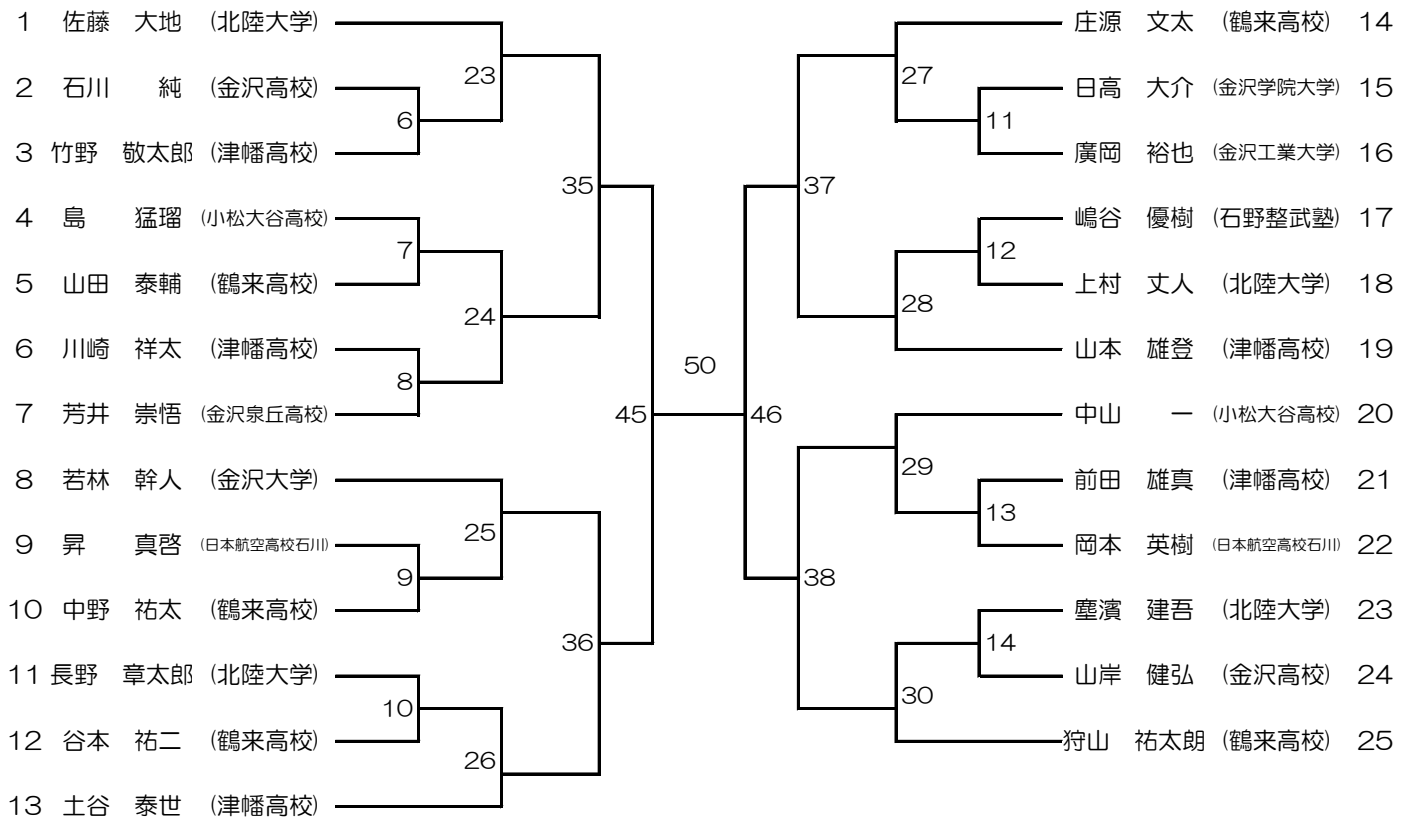 1 佐藤 大地 (北陸大学)
2 石川 純 (金沢高校)
3 竹野 敬太郎 (津幡高校)
4 島 猛瑠 (小松大谷高校)
5 山田 泰輔 (鶴来高校)
6 川崎 祥太 (津幡高校)
7 芳井 崇悟 (金沢泉丘高校)
8 若林 幹人 (金沢大学)
9 昇 真啓 (日本航空高校石川)
10 中野 祐太 (鶴来高校)
11 長野 章太郎 (北陸大学)
12 谷本 祐二 (鶴来高校)
13 土谷 泰世 (津幡高校)
6
7
8
9
10
23
24
25
26
35
36
45
50
46
37
38
27
28
29
30
11
12
13
14
庄源 文太 (鶴来高校) 14
日高 大介 (金沢学院大学) 15
廣岡 裕也 (金沢工業大学) 16
嶋谷 優樹 (石野整武塾) 17
上村 丈人 (北陸大学) 18
山本 雄登 (津幡高校) 19
中山 一 (小松大谷高校) 20
前田 雄真 (津幡高校) 21
岡本 英樹 (日本航空高校石川) 22
塵濱 建吾 (北陸大学) 23
山岸 健弘 (金沢高校) 24
狩山 祐太朗 (鶴来高校) 25